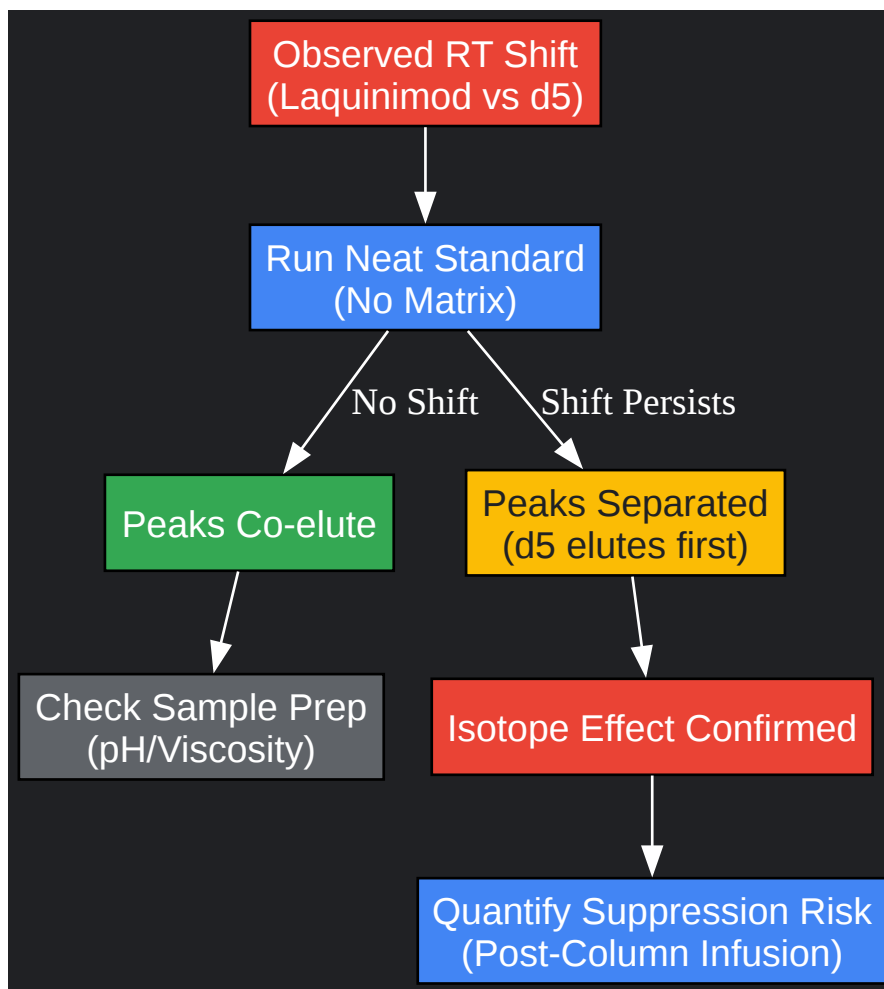 Observed RT Shift
(Laquinimod vs d5)
Run Neat Standard
(No Matrix)
No Shift
Shift Persists
Peaks Co-elute
Peaks Separated
(d5 elutes first)
Check Sample Prep
(pH/Viscosity)
Isotope Effect Confirmed
Quantify Suppression Risk
(Post-Column Infusion)